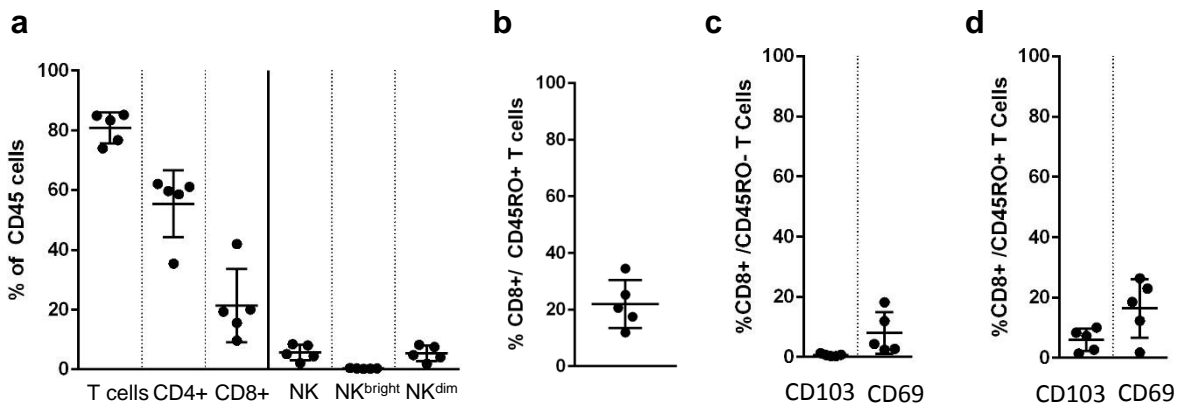 a
% of CD45 cells
100
80
60
40
20
0
T cells CD4+ CD8+ NK NKbright NKdim
b
% CD8+/ CD45RO+ T cells
100
80
60
40
20
0
c
%CD8+ /CD45RO- T Cells
100
80
60
40
20
0
CD103 CD69
d
%CD8+ /CD45RO+ T Cells
100
80
60
40
20
0
CD103 CD69